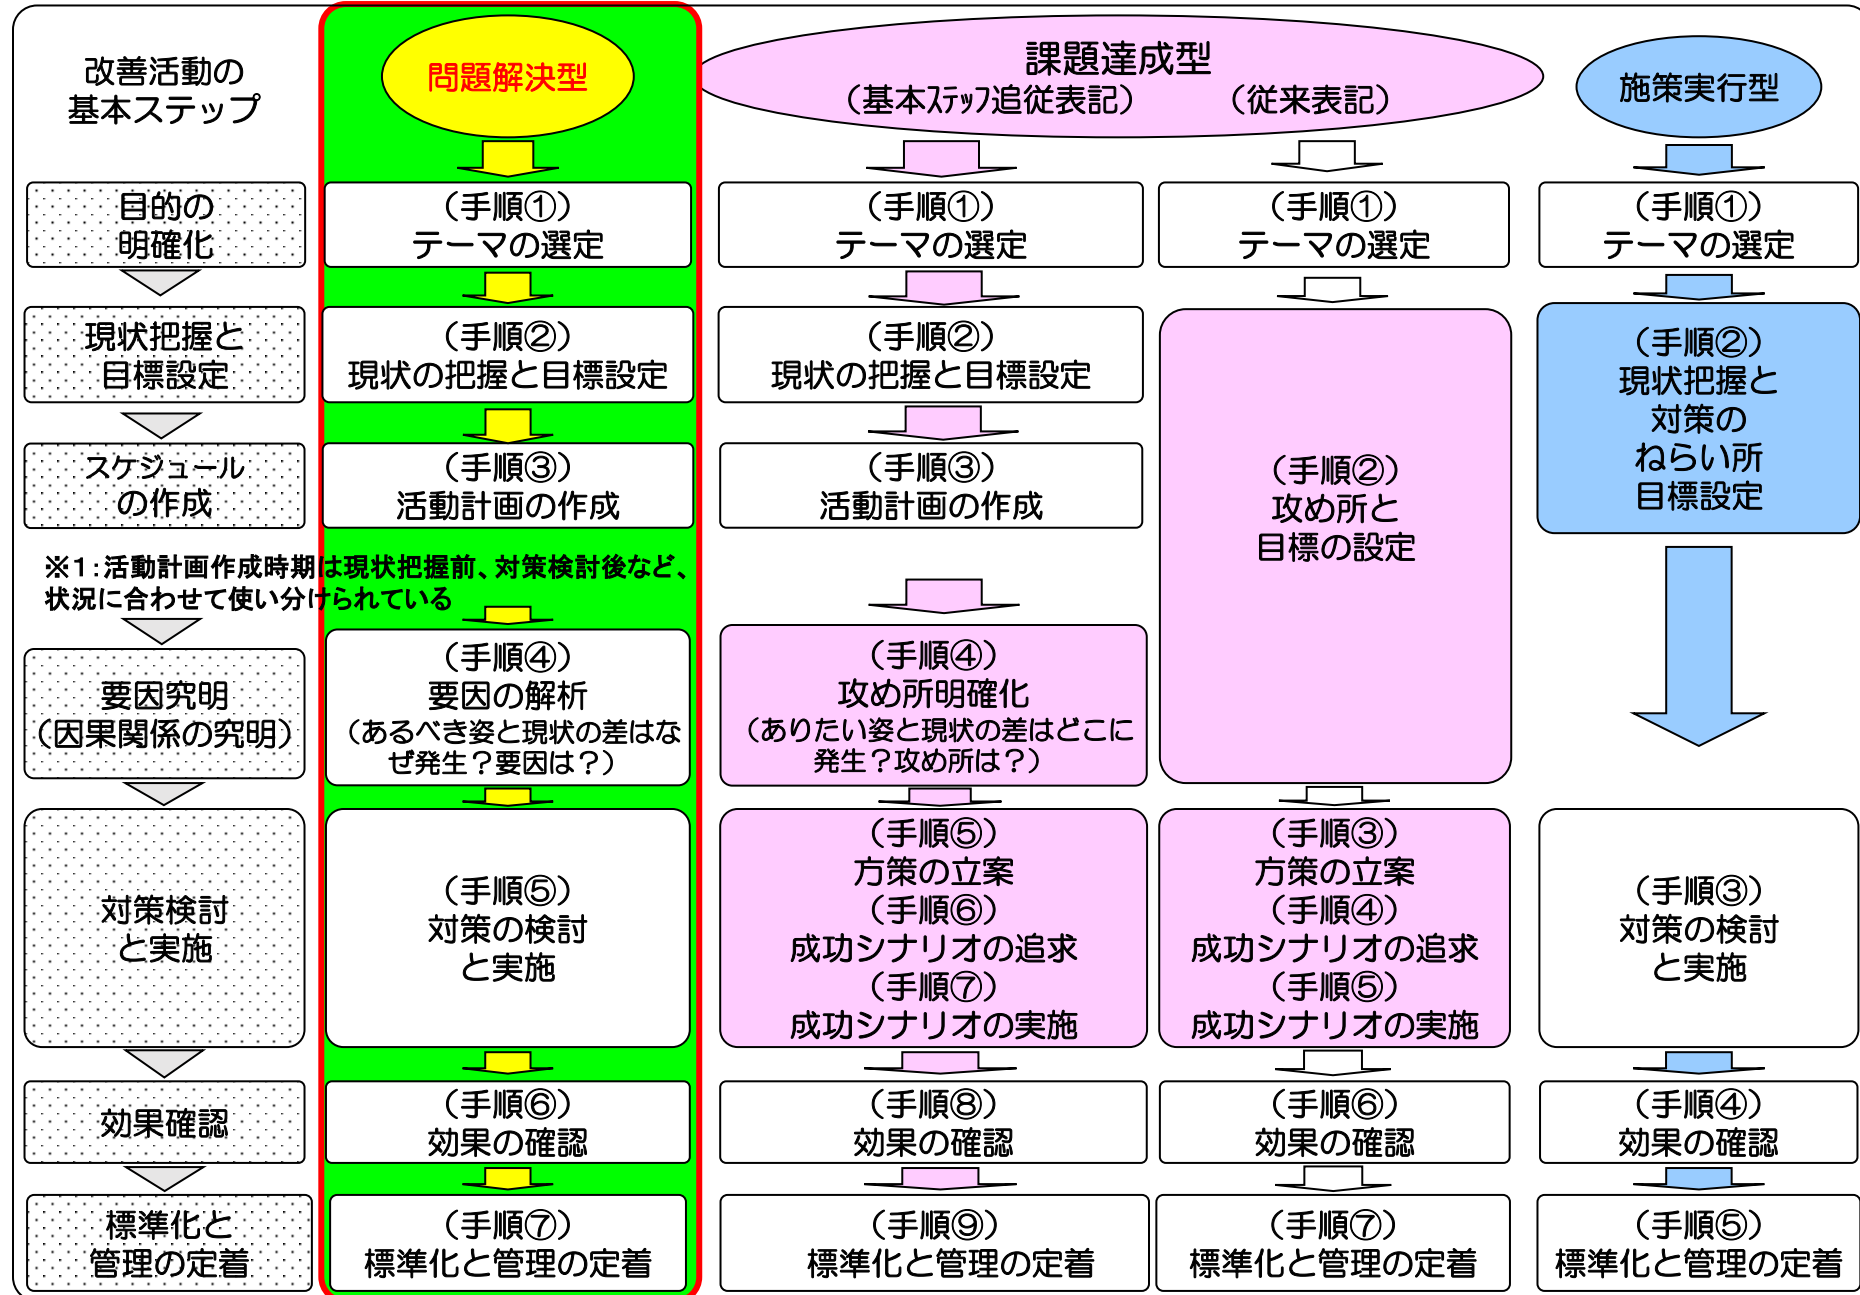 改善活動の
基本ステップ
問題解決型
課題達成型
（基本ｽﾃｯﾌﾟ追従表記）　　（従来表記）
施策実行型
目的の
明確化
（手順①）
テーマの選定
（手順①）
テーマの選定
（手順①）
テーマの選定
（手順①）
テーマの選定
現状把握と
目標設定
（手順②）
現状の把握と目標設定
（手順②）
現状の把握と目標設定
（手順②）
攻め所と
目標の設定
（手順②）
現状把握と
対策の
ねらい所
目標設定
スケジュール
の作成
（手順③）
活動計画の作成
（手順③）
活動計画の作成
※１：活動計画作成時期は現状把握前、対策検討後など、
状況に合わせて使い分けられている
要因究明
（因果関係の究明）
（手順④）
要因の解析
（あるべき姿と現状の差はな
ぜ発生？要因は？）
（手順④）
攻め所明確化
（ありたい姿と現状の差はどこに
発生？攻め所は？）
対策検討
と実施
（手順⑤）
対策の検討
と実施
（手順⑤）
方策の立案
（手順⑥）
成功シナリオの追求
（手順⑦）
成功シナリオの実施
（手順③）
方策の立案
（手順④）
成功シナリオの追求
（手順⑤）
成功シナリオの実施
（手順③）
対策の検討
と実施
効果確認
（手順⑥）
効果の確認
（手順⑧）
効果の確認
（手順⑥）
効果の確認
（手順④）
効果の確認
標準化と
管理の定着
（手順⑦）
標準化と管理の定着
（手順⑨）
標準化と管理の定着
（手順⑦）
標準化と管理の定着
（手順⑤）
標準化と管理の定着